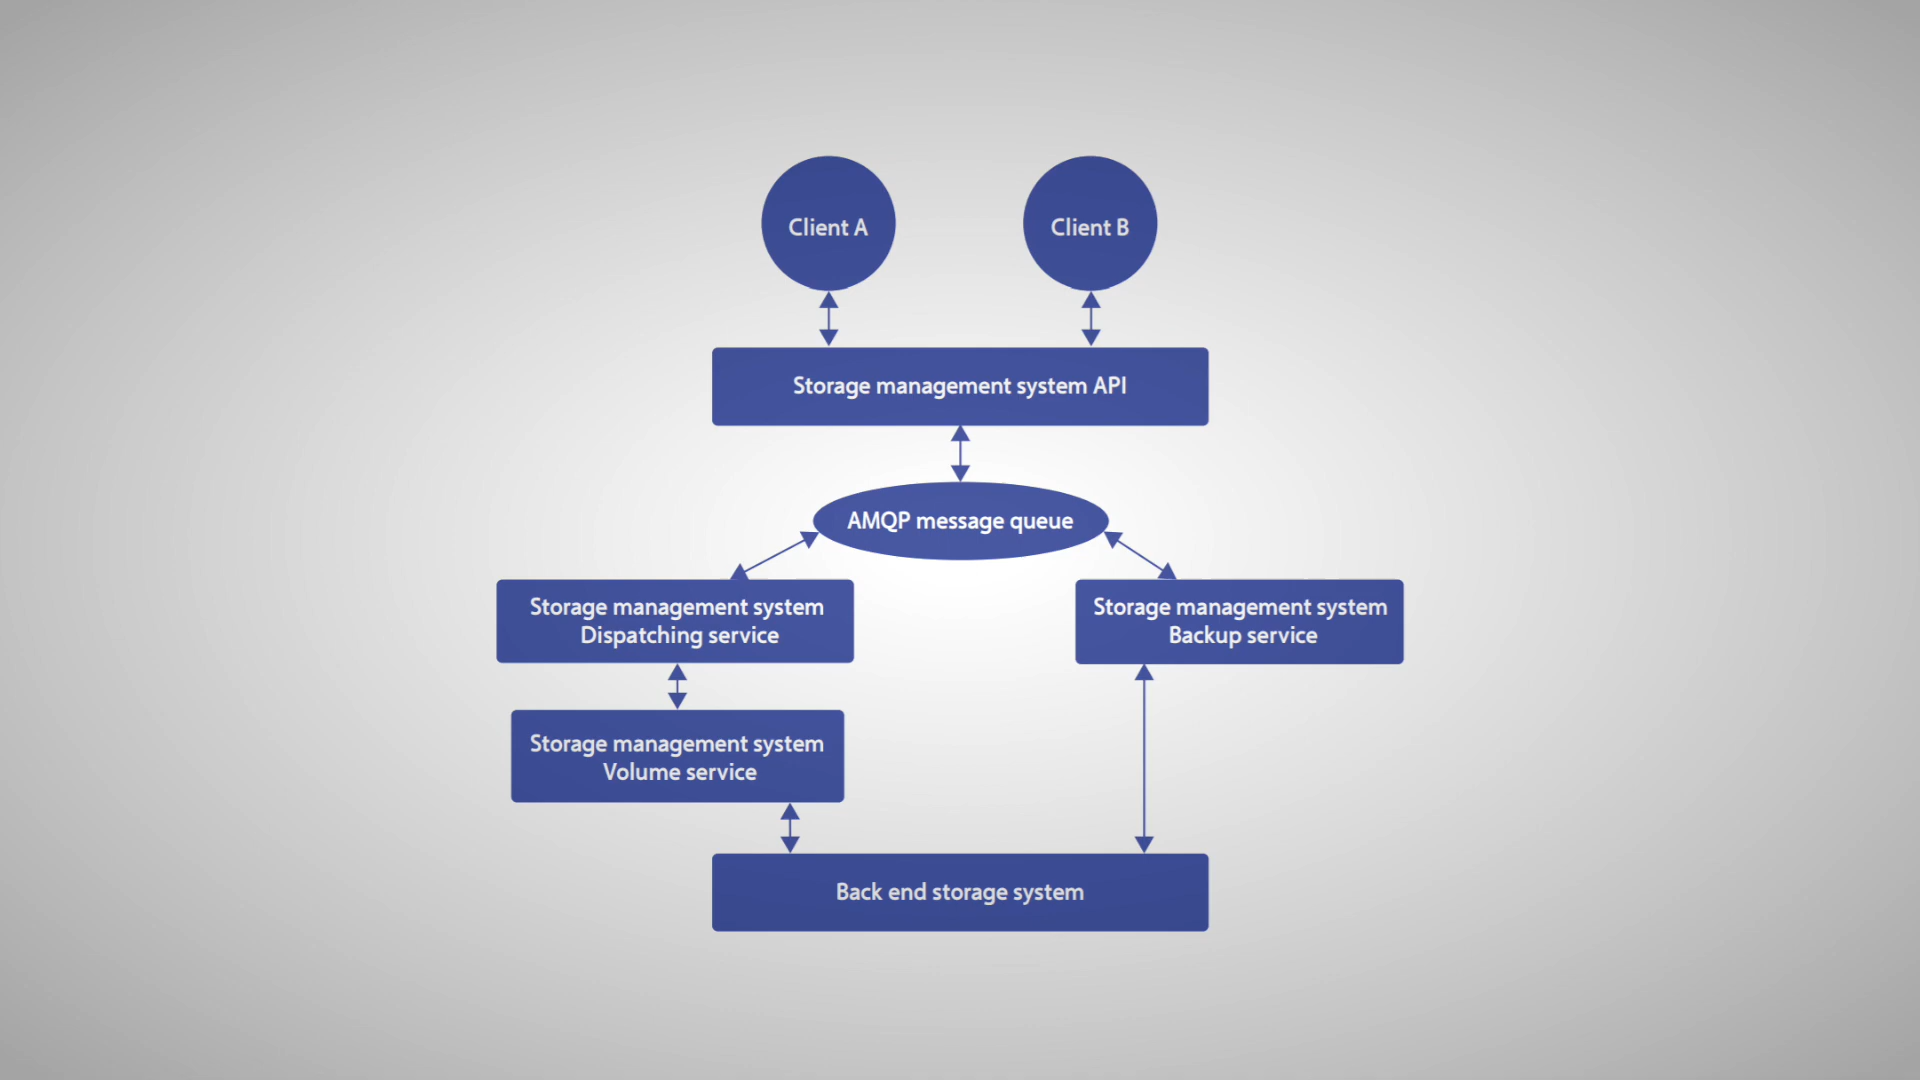 Client A
Client B
Storage management system API
AMQP message queue
Storage management system
Dispatching service
Storage management system
Backup service
Storage management system
Volume service
Back end storage system